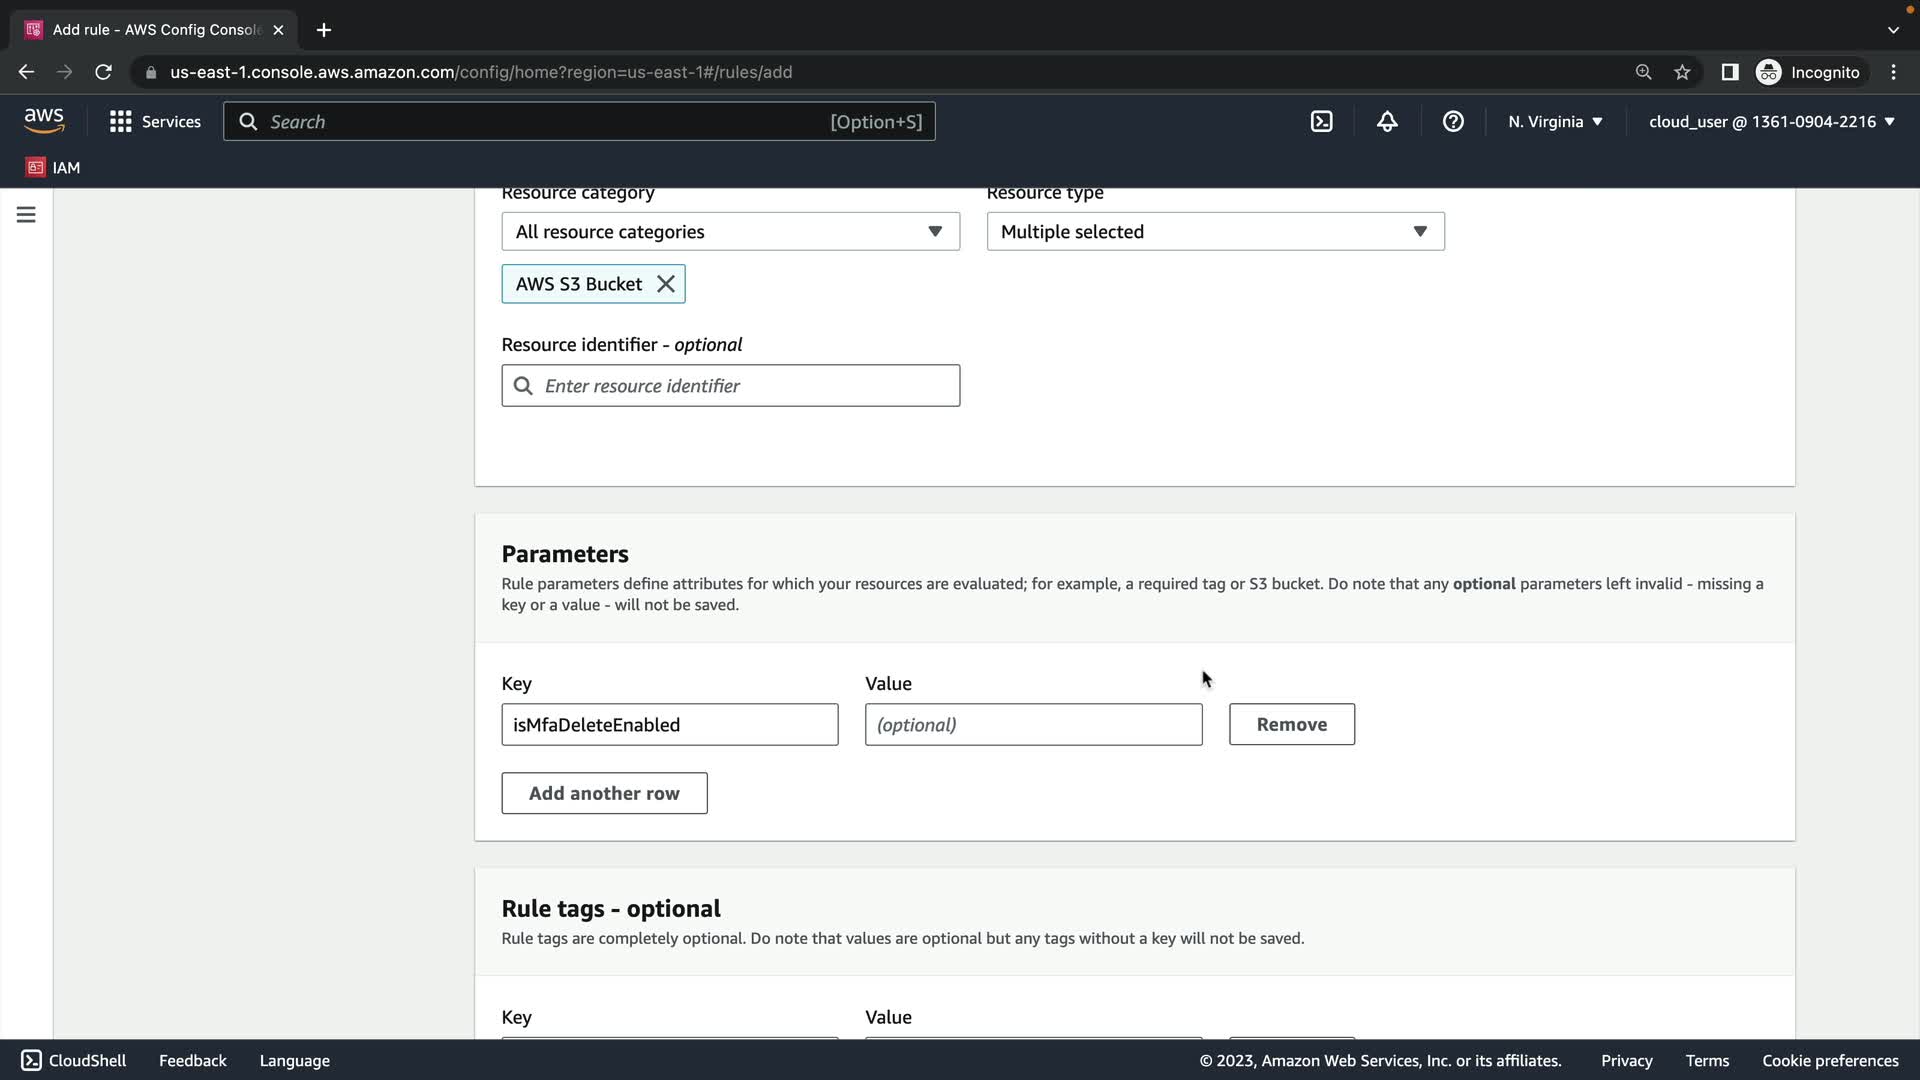 Add rule - AWS Config Console
us-east-1.console.aws.amazon.com/config/home?region=us-east-1#/rules/add
Incognito
aws
Services
Search
[Option+S]
N. Virginia
cloud_user @ 1361-0904-2216
IAM
Resource category
Resource type
All resource categories
Multiple selected
AWS S3 Bucket
Resource identifier - optional
Enter resource identifier
Parameters
Rule parameters define attributes for which your resources are evaluated; for example, a required tag or S3 bucket. Do note that any optional parameters left invalid - missing a
key or a value - will not be saved.
Key
Value
isMfaDeleteEnabled
(optional)
Remove
Add another row
Rule tags - optional
Rule tags are completely optional. Do note that values are optional but any tags without a key will not be saved.
Key
Value
CloudShell
Feedback
Language
© 2023, Amazon Web Services, Inc. or its affiliates.
Privacy
Terms
Cookie preferences